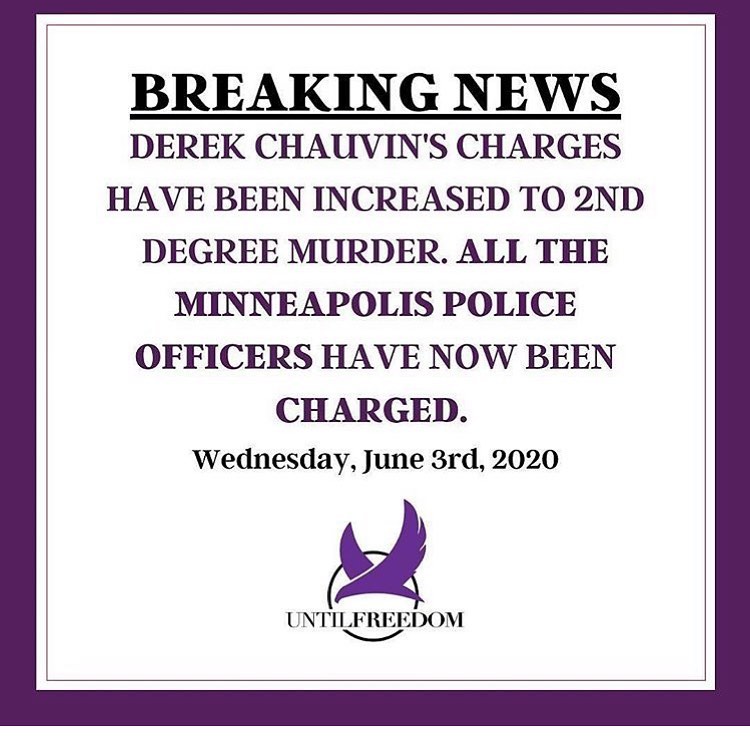 BREAKING NEWS
DEREK CHAUVIN'S CHARGES
HAVE BEEN INCREASED TO 2ND
DEGREE MURDER. ALL THE
MINNEAPOLIS POLICE
OFFICERS HAVE NOW BEEN
CHARGED.
Wednesday, June 3rd, 2020
UNTILFREEDOM